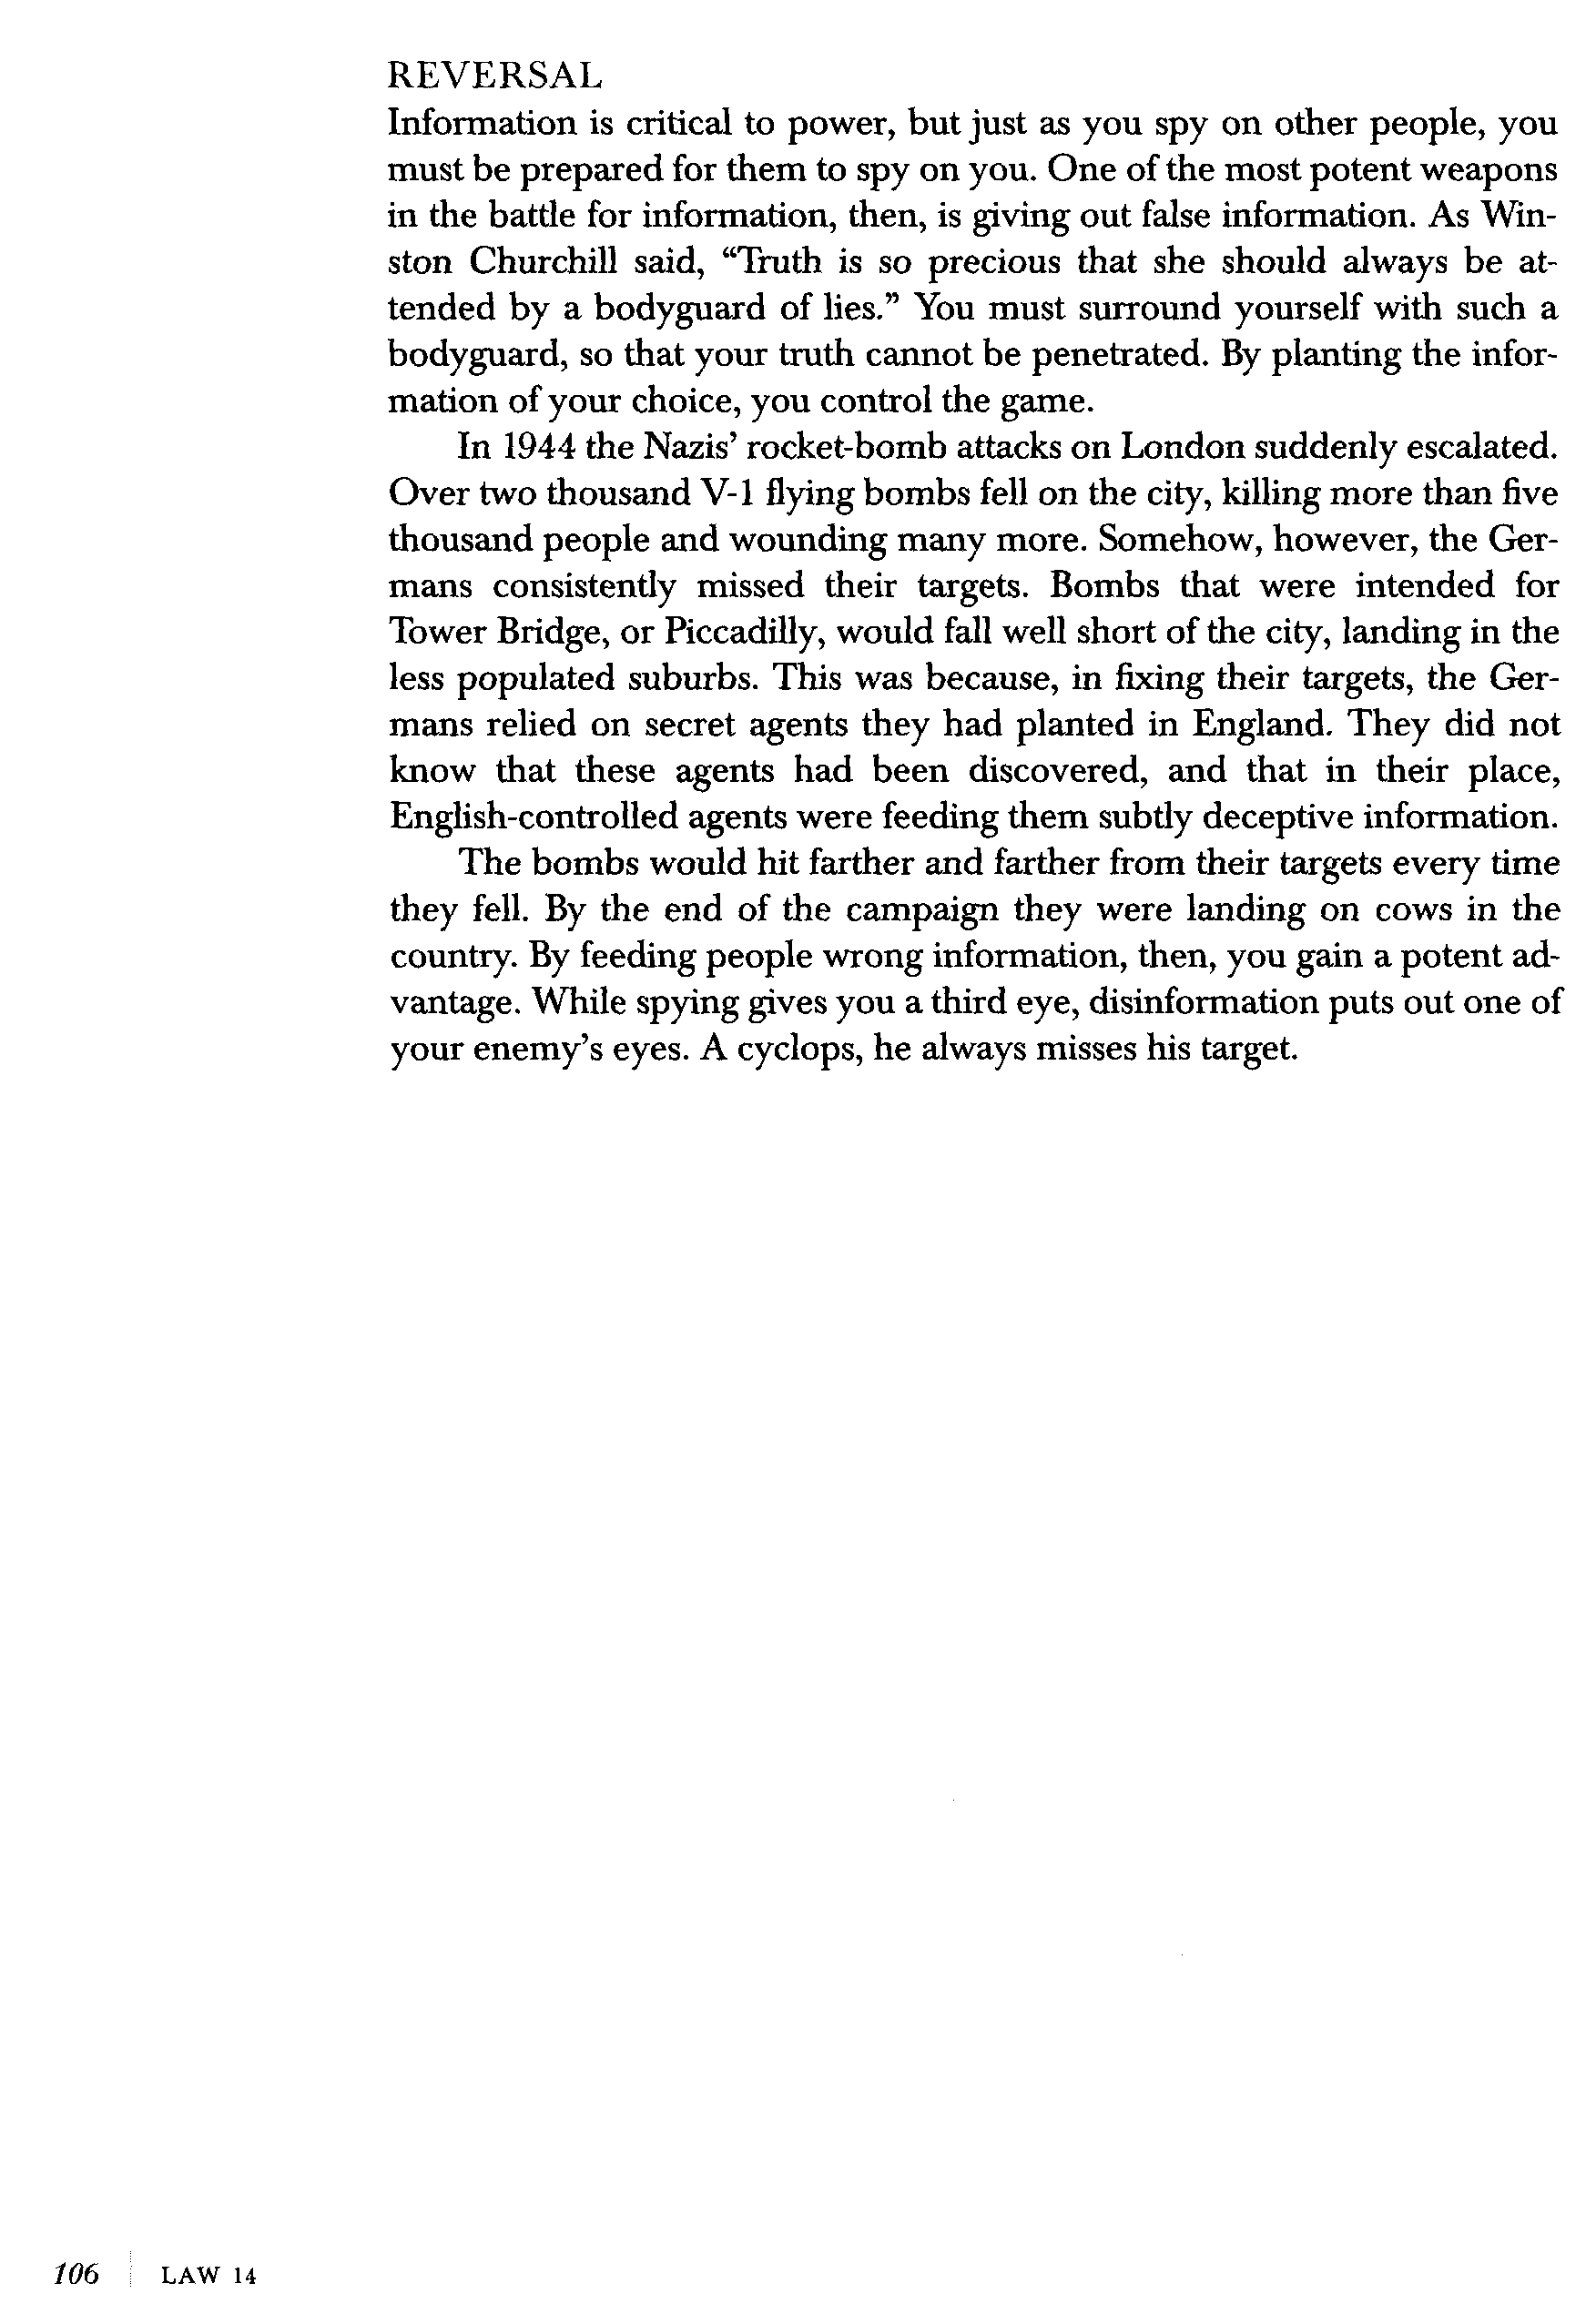 REVERSAL
Information is critical to power, but just as you spy on other people, you
must be prepared for them to spy on you. One of the most potent weapons
in the battle for information, then, is giving out false information. As Win-
ston Churchill said, “Truth is so precious that she should always be at-
tended by a bodyguard of lies.” You must surround yourself with such a
bodyguard, so that your truth cannot be penetrated. By planting the infor-
mation of your choice, you control the game.
In 1944 the Nazis’ rocket-bomb attacks on London suddenly escalated.
Over two thousand V-1 flying bombs fell on the city, killing more than five
thousand people and wounding many more. Somehow, however, the Ger-
mans consistently missed their targets. Bombs that were intended for
Tower Bridge, or Piccadilly, would fall well short of the city, landing in the
less populated suburbs. This was because, in fixing their targets, the Ger-
mans relied on secret agents they had planted in England. They did not
know that these agents had been discovered, and that in their place,
English-controlled agents were feeding them subtly deceptive information.
The bombs would hit farther and farther from their targets every time
they fell. By the end of the campaign they were landing on cows in the
country. By feeding people wrong information, then, you gain a potent ad-
vantage. While spying gives you a third eye, disinformation puts out one of
your enemy’s eyes. A cyclops, he always misses his target.
106 LAW 14